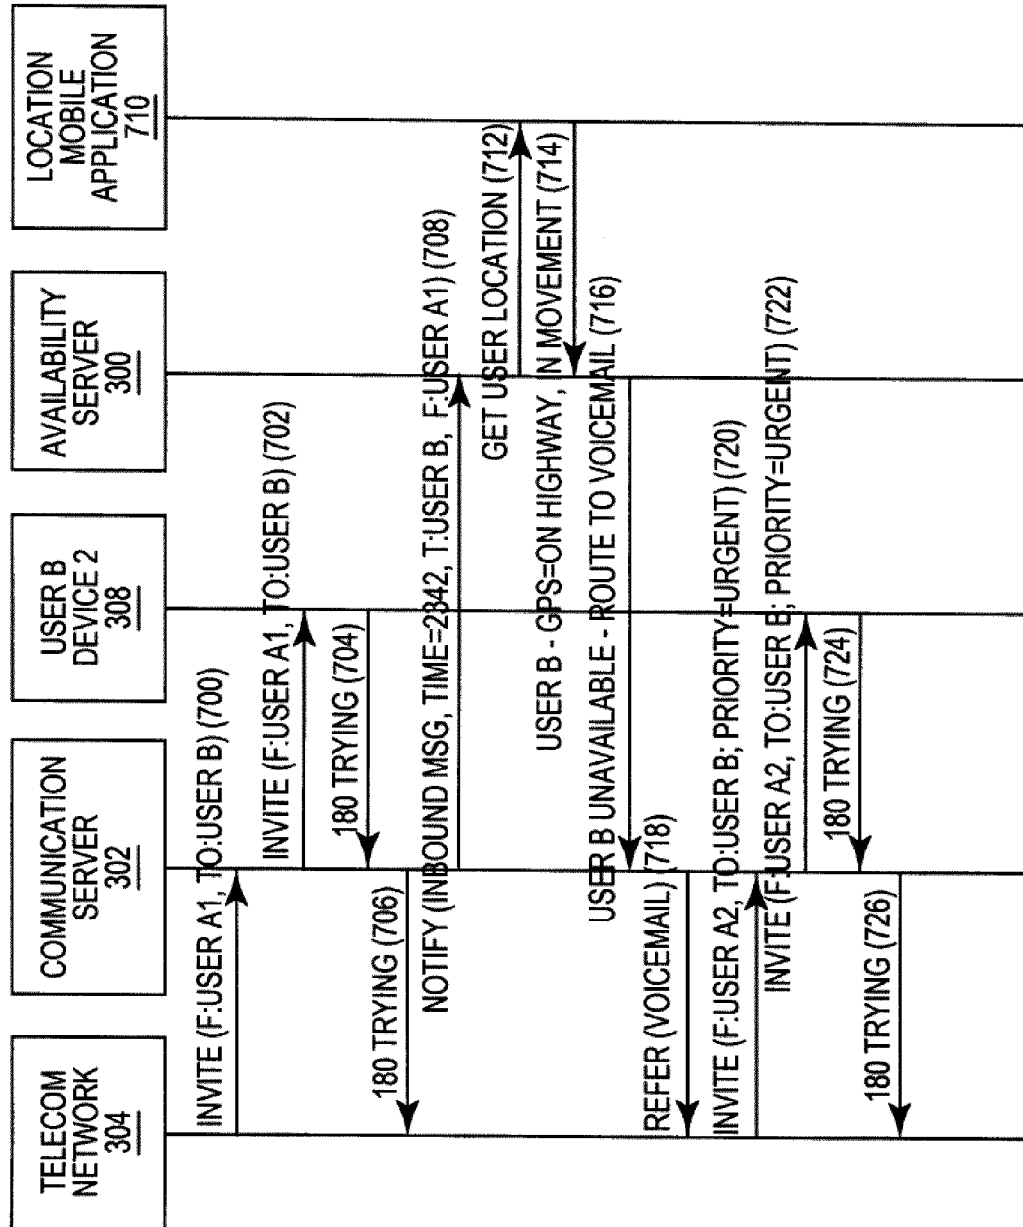 TELECOM
NETWORK
304
COMMUNICATION
SERVER
302
USER B
DEVICE 2
308
AVAILABILITY
SERVER
300
LOCATION
MOBILE
APPLICATION
710
INVITE (F:USER A1, TO:USER B) (700)
INVITE (F:USER A1, TO:USER B) (702)
180 TRYING (704)
180 TRYING (706)
NOTIFY (INBOUND MSG, TIME=2342, T:USER B, F:USER A1) (708)
GET USER LOCATION (712)
USER B - GPS=ON HIGHWAY, IN MOVEMENT (714)
USER B UNAVAILABLE - ROUTE TO VOICEMAIL (716)
REFER (VOICEMAIL) (718)
INVITE (F:USER A2, TO:USER B; PRIORITY=URGENT) (720)
INVITE (F:USER A2, TO:USER B; PRIORITY=URGENT) (722)
180 TRYING (724)
180 TRYING (726)